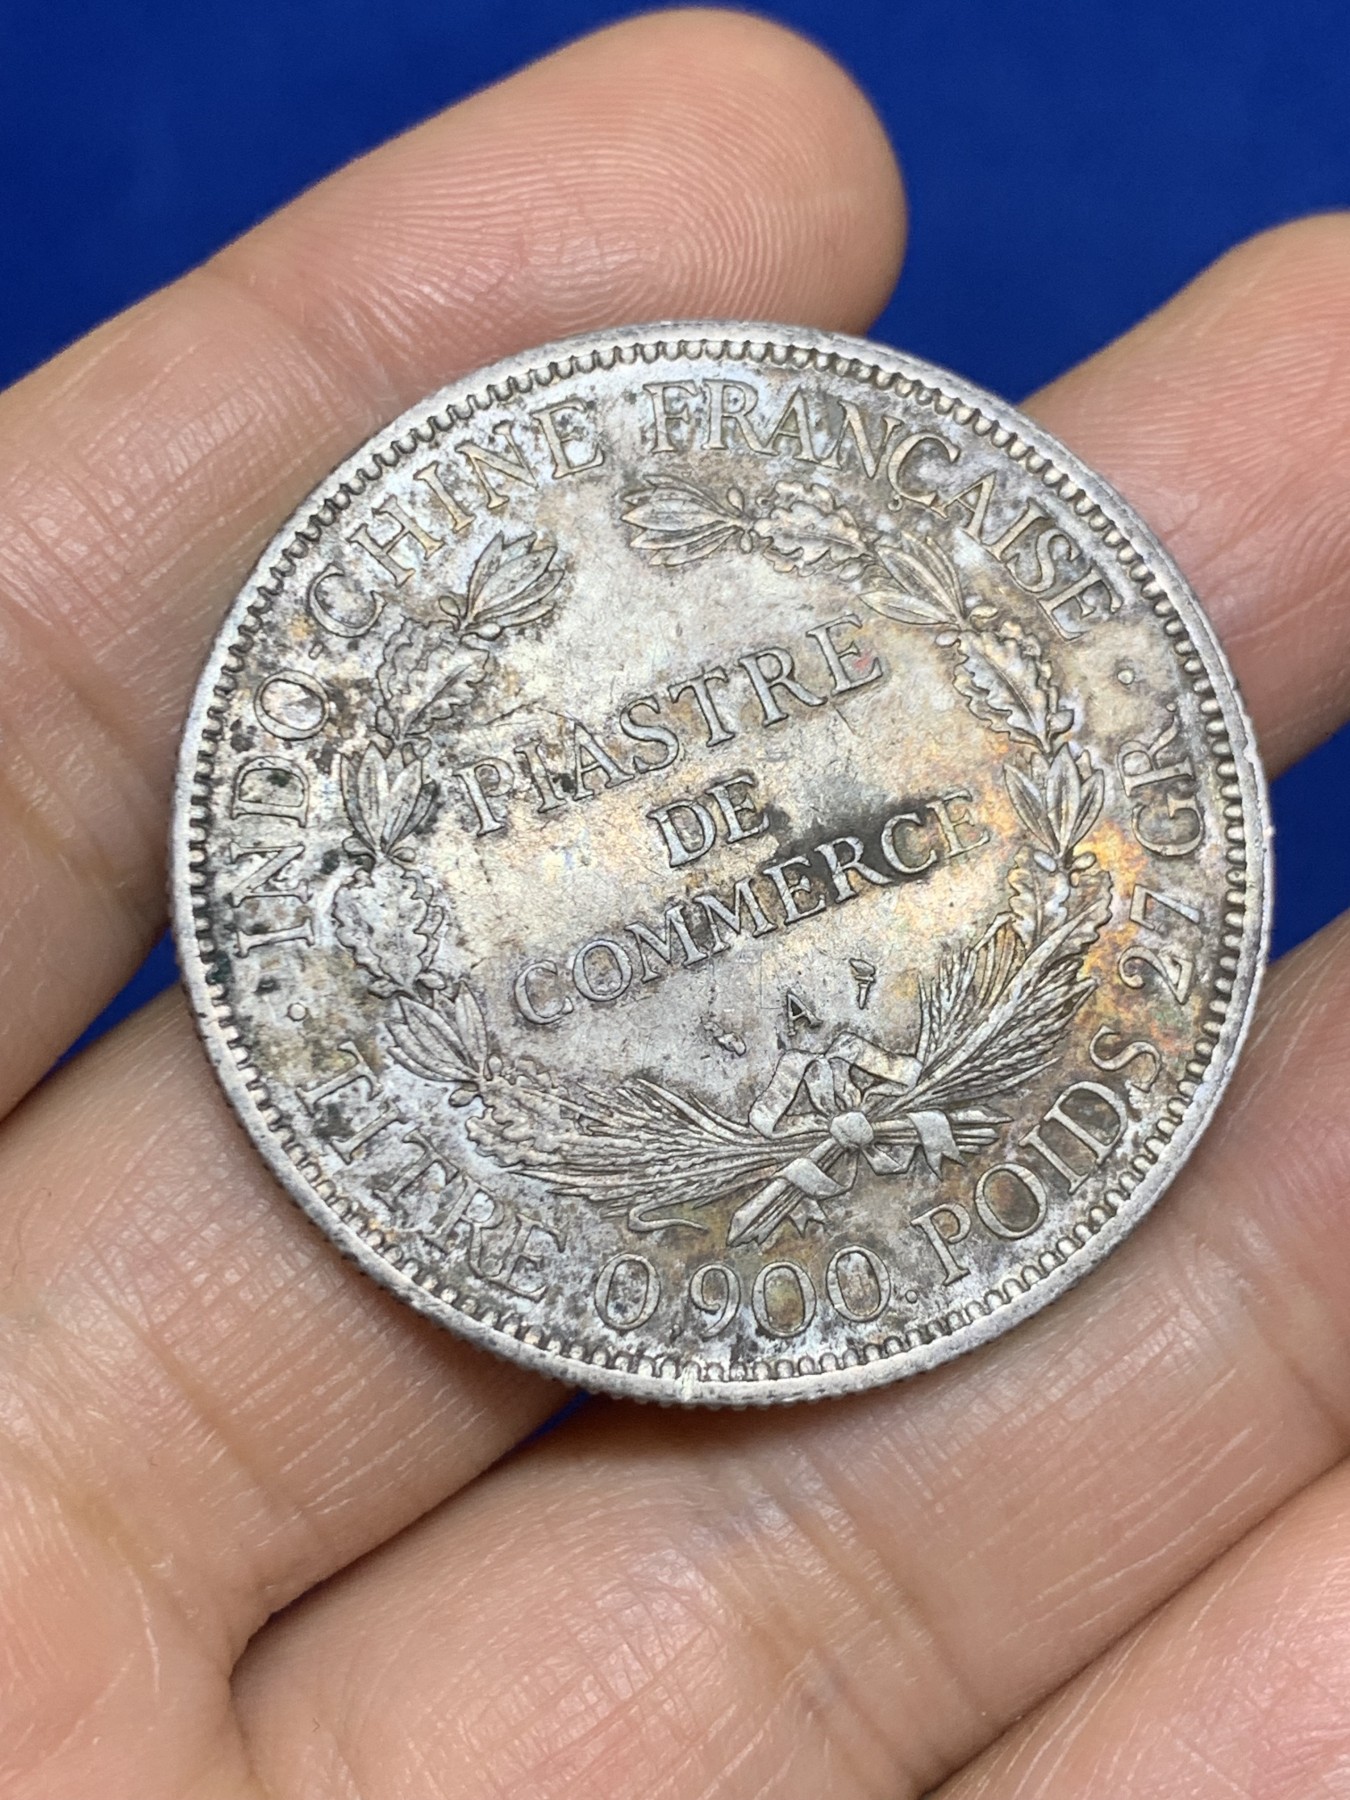 INDO-CHINE FRANÇAISE
PIASTRE
DE
COMMERCE
A
TITRE 0,900. POIDS 27 GR.